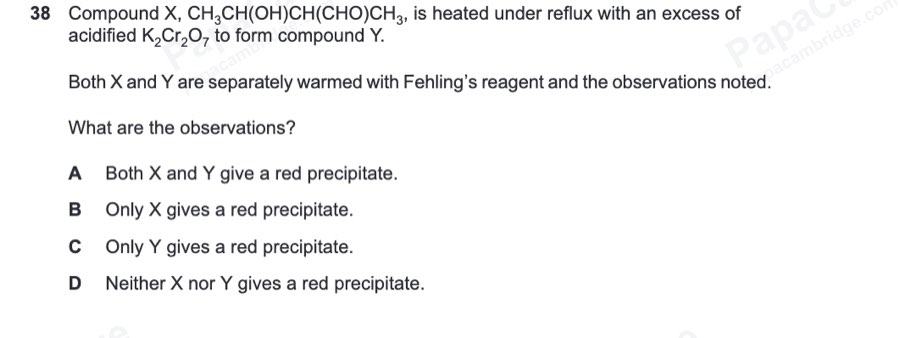 38 Compound X, CH₃CH(OH)CH(CHO)CH₃, is heated under reflux with an excess of
acidified K₂Cr₂O₇ to form compound Y.
Both X and Y are separately warmed with Fehling's reagent and the observations noted.
What are the observations?
A Both X and Y give a red precipitate.
B Only X gives a red precipitate.
C Only Y gives a red precipitate.
D Neither X nor Y gives a red precipitate.